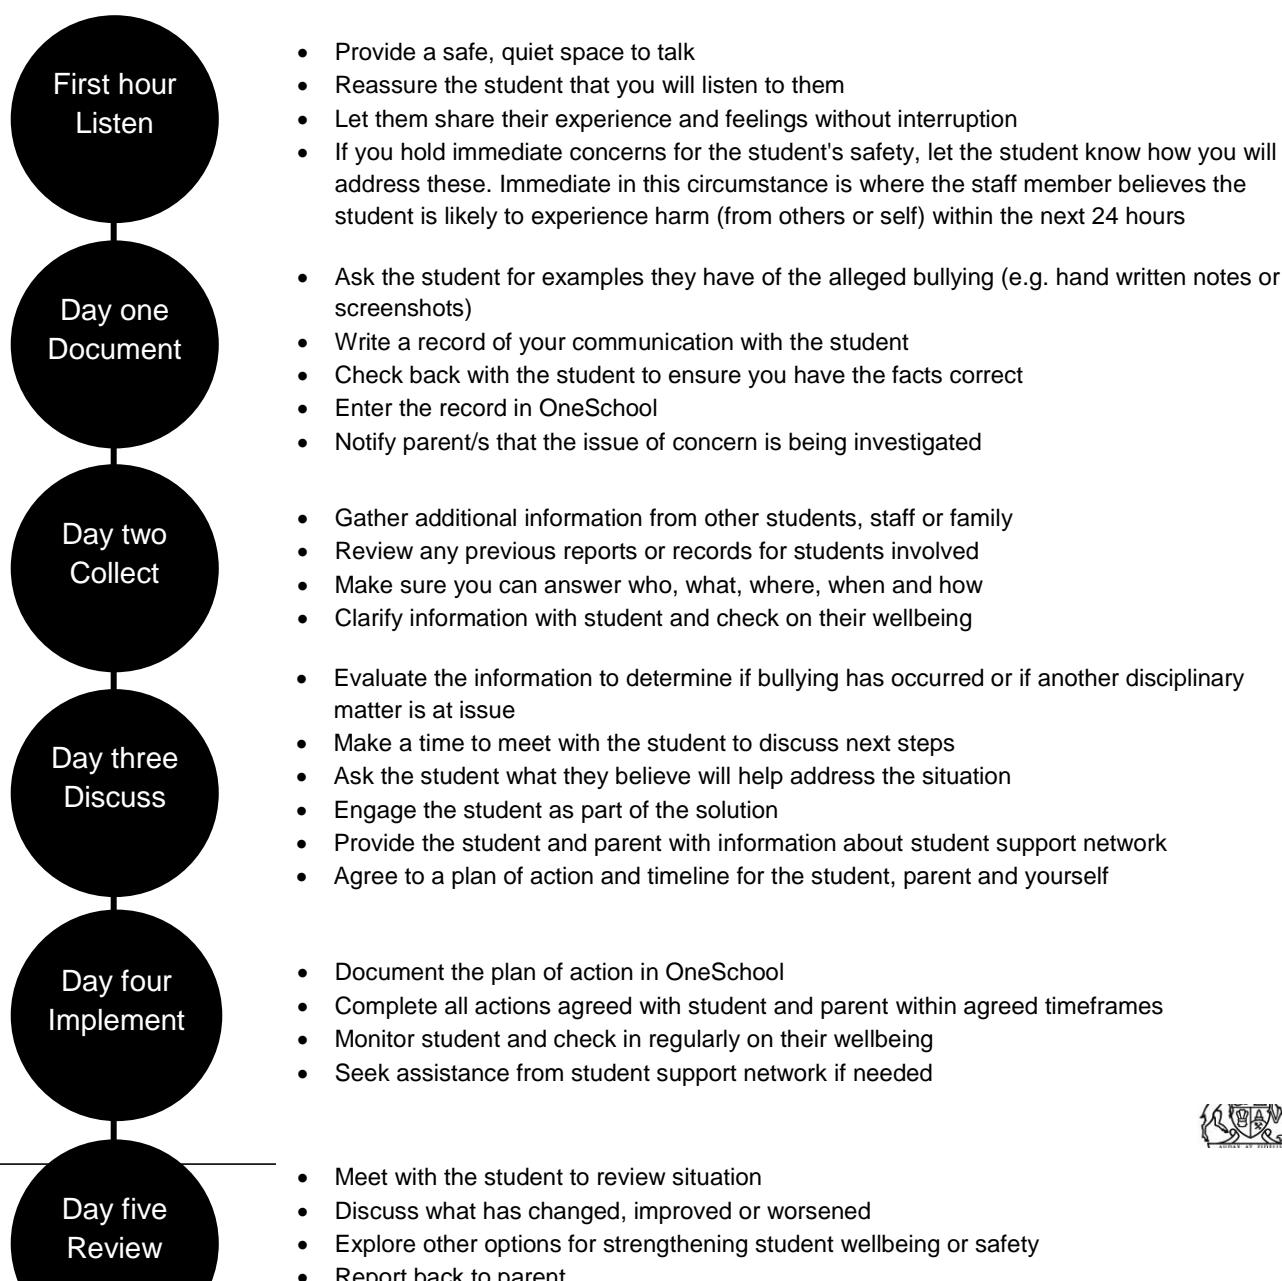 First hour
Listen
• Provide a safe, quiet space to talk
• Reassure the student that you will listen to them
• Let them share their experience and feelings without interruption
• If you hold immediate concerns for the student's safety, let the student know how you will
address these. Immediate in this circumstance is where the staff member believes the
student is likely to experience harm (from others or self) within the next 24 hours
Day one
Document
• Ask the student for examples they have of the alleged bullying (e.g. hand written notes or
screenshots)
• Write a record of your communication with the student
• Check back with the student to ensure you have the facts correct
• Enter the record in OneSchool
• Notify parent/s that the issue of concern is being investigated
Day two
Collect
• Gather additional information from other students, staff or family
• Review any previous reports or records for students involved
• Make sure you can answer who, what, where, when and how
• Clarify information with student and check on their wellbeing
Day three
Discuss
• Evaluate the information to determine if bullying has occurred or if another disciplinary
matter is at issue
• Make a time to meet with the student to discuss next steps
• Ask the student what they believe will help address the situation
• Engage the student as part of the solution
• Provide the student and parent with information about student support network
• Agree to a plan of action and timeline for the student, parent and yourself
Day four
Implement
• Document the plan of action in OneSchool
• Complete all actions agreed with student and parent within agreed timeframes
• Monitor student and check in regularly on their wellbeing
• Seek assistance from student support network if needed
Day five
Review
• Meet with the student to review situation
• Discuss what has changed, improved or worsened
• Explore other options for strengthening student wellbeing or safety
• Report back to parent